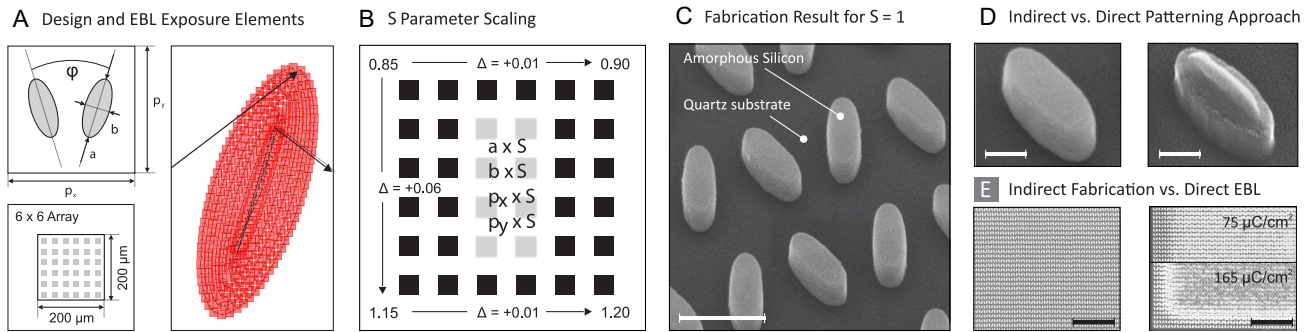 A Design and EBL Exposure Elements
φ
p_y
b
a
p_x
6 x 6 Array
200 µm
200 µm
B S Parameter Scaling
0.85 Δ = +0.01 0.90
a x S
b x S
Δ = +0.06
p_x x S
p_y x S
1.15 Δ = +0.01 1.20
C Fabrication Result for S = 1
Amorphous Silicon
Quartz substrate
D Indirect vs. Direct Patterning Approach
E Indirect Fabrication vs. Direct EBL
75 µC/cm²
165 µC/cm²